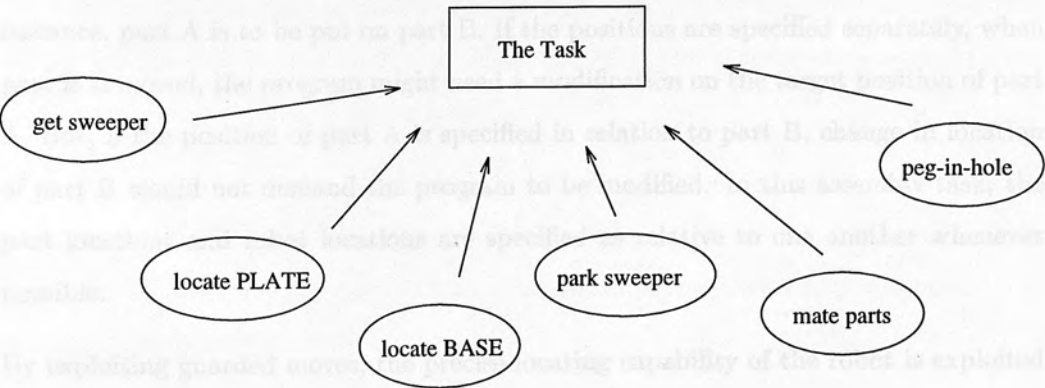 instance, part A is to be put on part B. If the positions are specified separately, when
The Task
part B is moved, the program might need a modification on the target position of part
get sweeper
if the position of part A is specified in relation to part B, change in location
peg-in-hole
of part B would not demand the program to be modified. In this assembly task, the
part locations and robot locations are specified as relative to one another whenever
locate PLATE
park sweeper
possible.
mate parts
locate BASE
By exploiting guarded moves, the precise locating capability of the robot is exploited